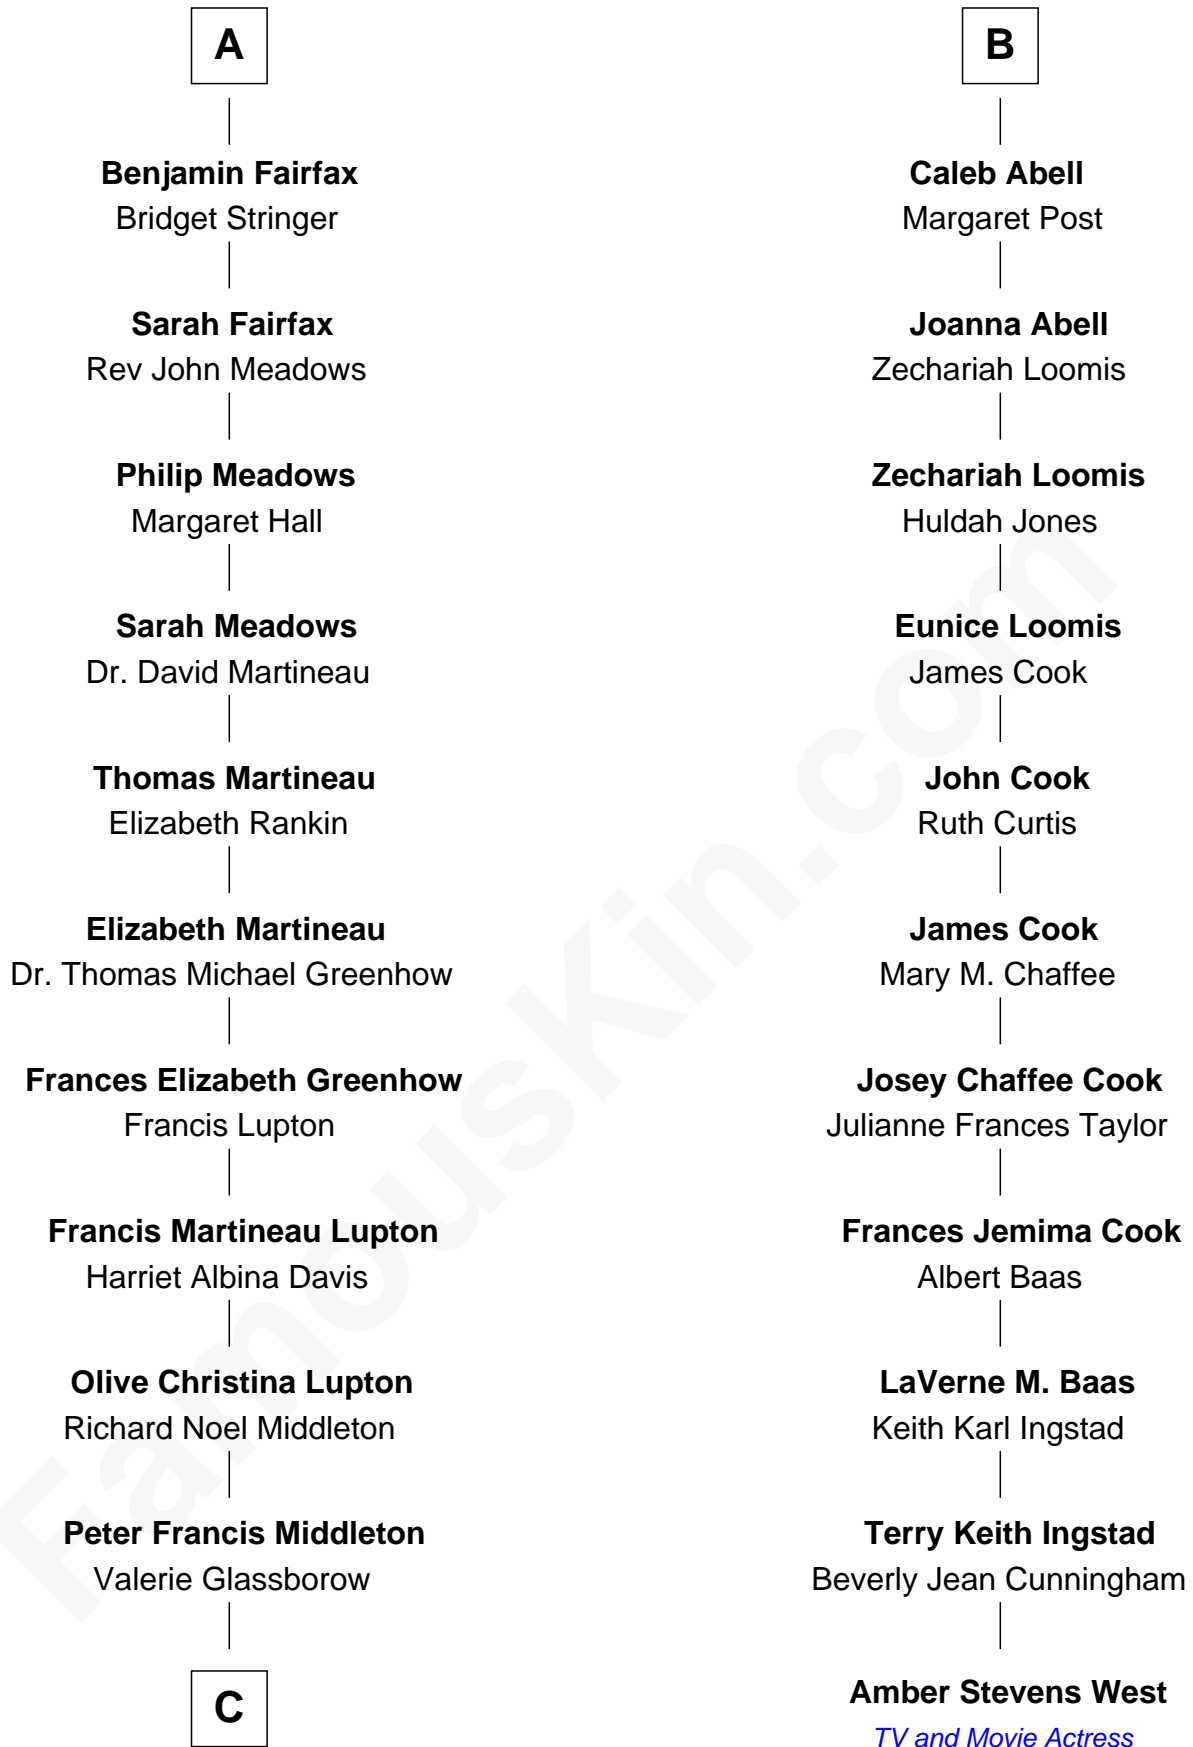 A
Benjamin Fairfax
Bridget Stringer
Sarah Fairfax
Rev John Meadows
Philip Meadows
Margaret Hall
Sarah Meadows
Dr. David Martineau
Thomas Martineau
Elizabeth Rankin
Elizabeth Martineau
Dr. Thomas Michael Greenhow
Frances Elizabeth Greenhow
Francis Lupton
Francis Martineau Lupton
Harriet Albina Davis
Olive Christina Lupton
Richard Noel Middleton
Peter Francis Middleton
Valerie Glassborow
C
B
Caleb Abell
Margaret Post
Joanna Abell
Zechariah Loomis
Zechariah Loomis
Huldah Jones
Eunice Loomis
James Cook
John Cook
Ruth Curtis
James Cook
Mary M. Chaffee
Josey Chaffee Cook
Julianne Frances Taylor
Frances Jemima Cook
Albert Baas
LaVerne M. Baas
Keith Karl Ingstad
Terry Keith Ingstad
Beverly Jean Cunningham
Amber Stevens West
TV and Movie Actress
FamousKin.com